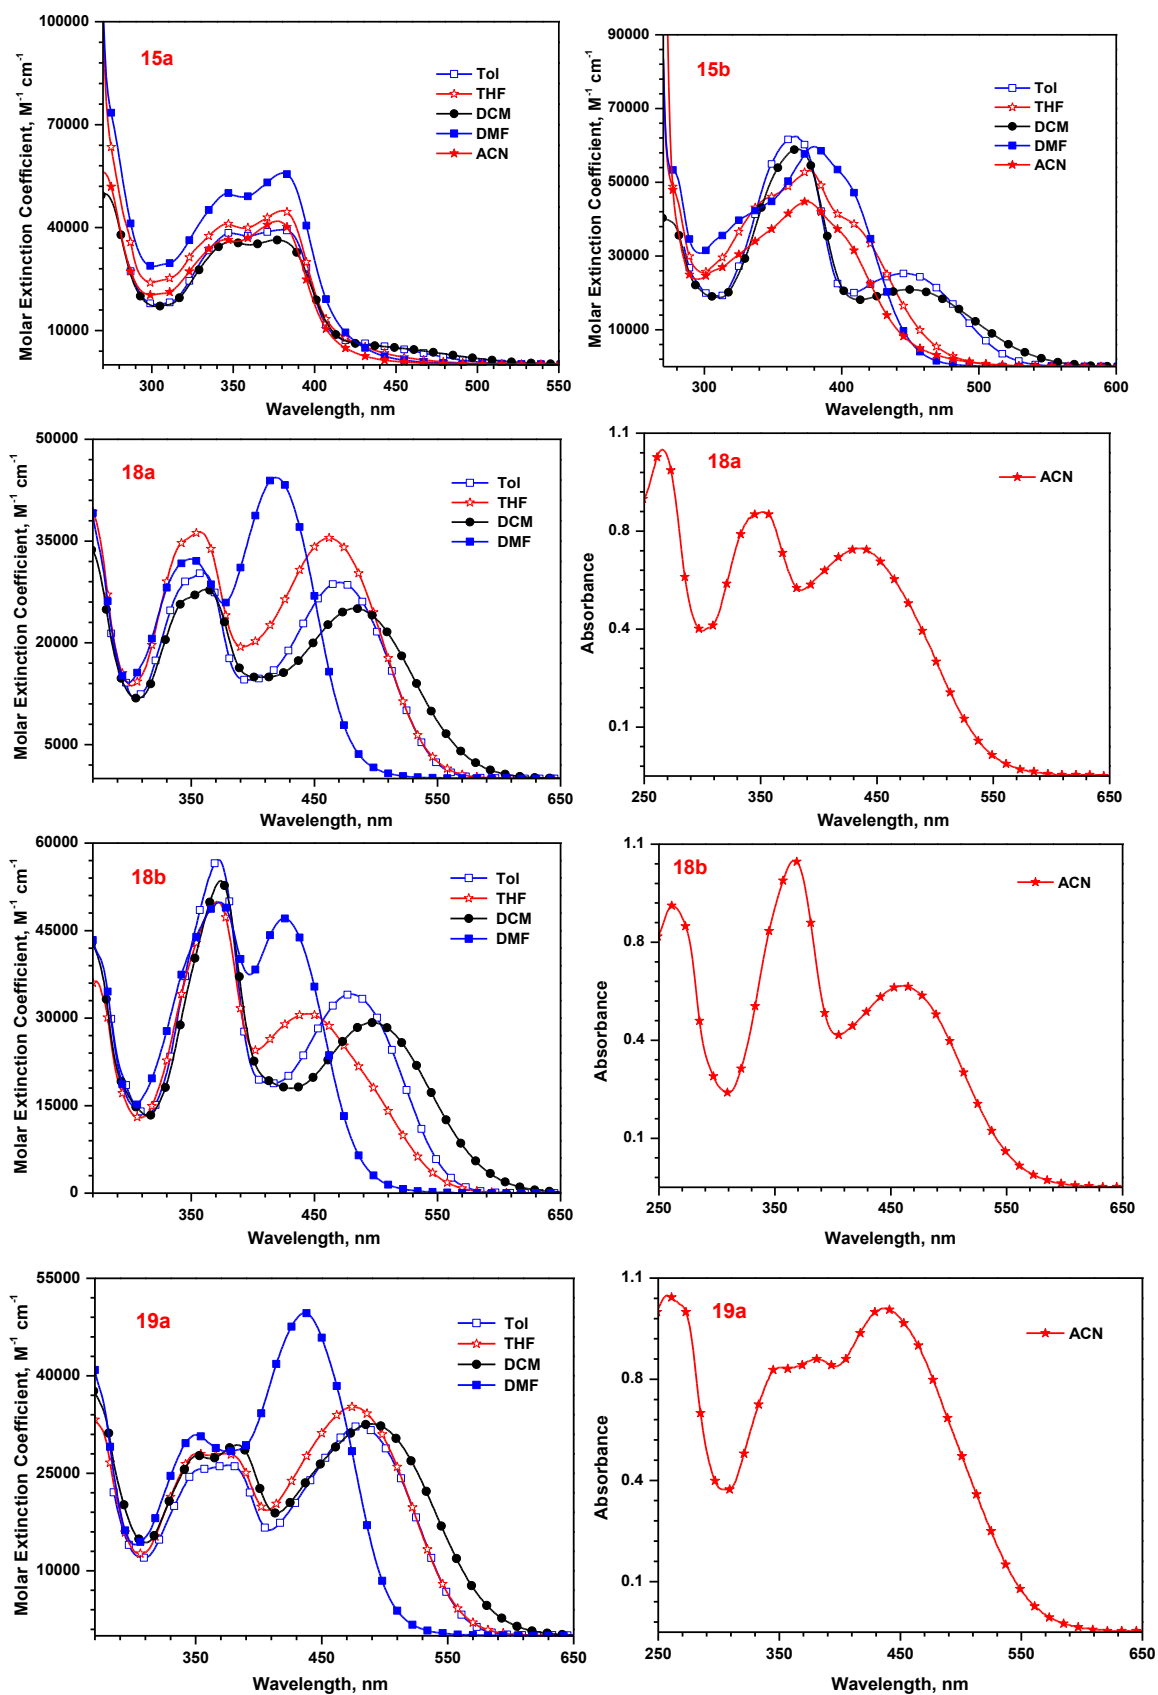 100000
70000
40000
10000
Molar Extinction Coefficient, M⁻¹ cm⁻¹
15a
Tol
THF
DCM
DMF
ACN
300 350 400 450 500 550
Wavelength, nm
90000
70000
50000
30000
10000
Molar Extinction Coefficient, M⁻¹ cm⁻¹
15b
Tol
THF
DCM
DMF
ACN
300 400 500 600
Wavelength, nm
50000
35000
20000
5000
Molar Extinction Coefficient, M⁻¹ cm⁻¹
18a
Tol
THF
DCM
DMF
350 450 550 650
Wavelength, nm
1.1
0.8
0.4
0.1
Absorbance
18a
ACN
250 350 450 550 650
Wavelength, nm
60000
45000
30000
15000
0
Molar Extinction Coefficient, M⁻¹ cm⁻¹
18b
Tol
THF
DCM
DMF
350 450 550 650
Wavelength, nm
1.1
0.8
0.4
0.1
Absorbance
18b
ACN
250 350 450 550 650
Wavelength, nm
55000
40000
25000
10000
Molar Extinction Coefficient, M⁻¹ cm⁻¹
19a
Tol
THF
DCM
DMF
350 450 550 650
Wavelength, nm
1.1
0.8
0.4
0.1
Absorbance
19a
ACN
250 350 450 550 650
Wavelength, nm